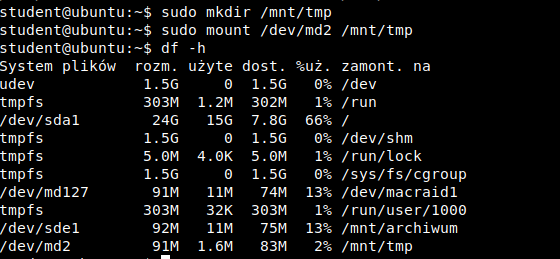 student@ubuntu:~$ sudo mkdir /mnt/tmp
student@ubuntu:~$ sudo mount /dev/md2 /mnt/tmp
student@ubuntu:~$ df -h
System plików  rozm. użyte dost. %uż. zamont. na
udev            1.5G     0  1.5G   0% /dev
tmpfs           303M  1.2M  302M   1% /run
/dev/sda1        24G   15G  7.8G  66% /
tmpfs           1.5G     0  1.5G   0% /dev/shm
tmpfs           5.0M  4.0K  5.0M   1% /run/lock
tmpfs           1.5G     0  1.5G   0% /sys/fs/cgroup
/dev/md127       91M   11M   74M  13% /dev/macraid1
tmpfs           303M   32K  303M   1% /run/user/1000
/dev/sde1        92M   11M   75M  13% /mnt/archiwum
/dev/md2         91M  1.6M   83M   2% /mnt/tmp